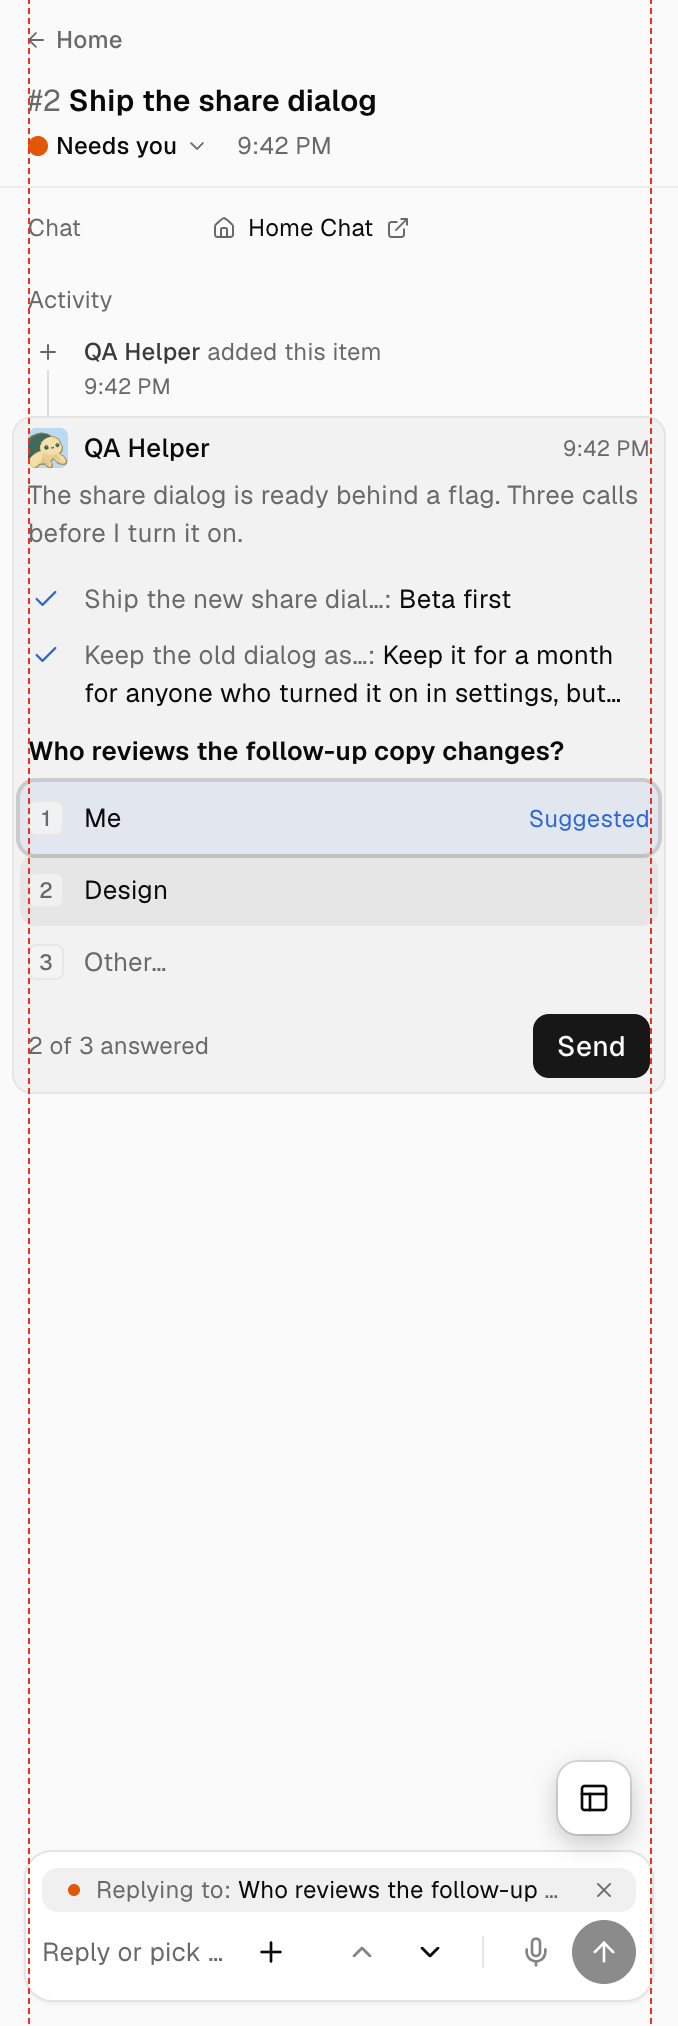 Home
#2 Ship the share dialog
Needs you 9:42 PM
Chat Home Chat
Activity
QA Helper added this item
9:42 PM
QA Helper 9:42 PM
The share dialog is ready behind a flag. Three calls
before I turn it on.
Ship the new share dial...: Beta first
Keep the old dialog as...: Keep it for a month
for anyone who turned it on in settings, but...
Who reviews the follow-up copy changes?
1 Me Suggested
2 Design
3 Other...
2 of 3 answered Send
Replying to: Who reviews the follow-up ...
Reply or pick ...